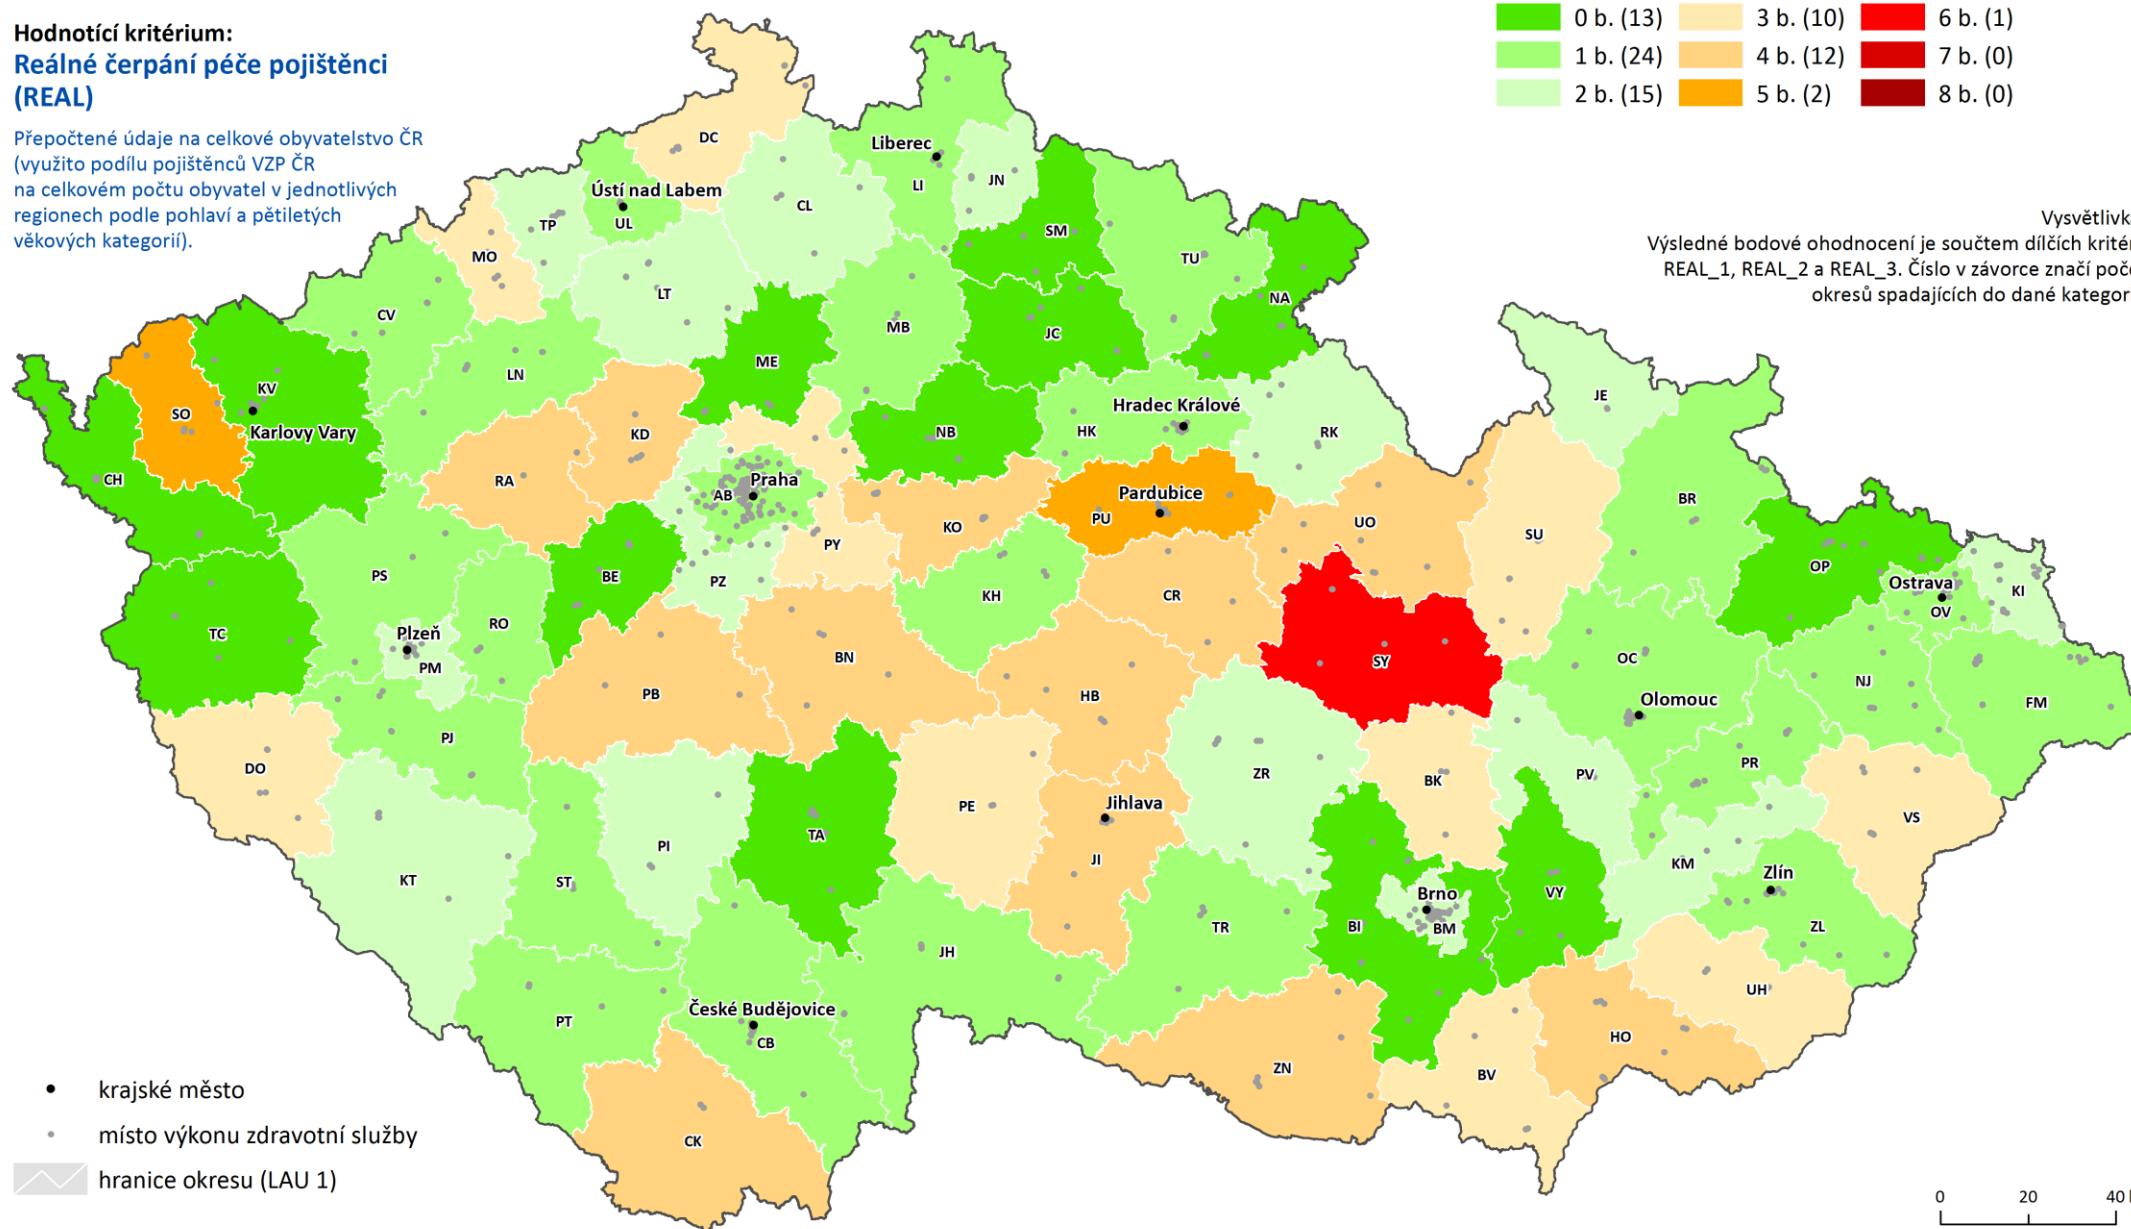 Hodnotící kritérium:
Reálné čerpání péče pojištěnci
(REAL)
Přepočtené údaje na celkové obyvatelstvo ČR
(využito podílu pojištěnců VZP ČR
na celkovém počtu obyvatel v jednotlivých
regionech podle pohlaví a pětiletých
věkových kategorií).
0 b. (13) 3 b. (10) 6 b. (1)
1 b. (24) 4 b. (12) 7 b. (0)
2 b. (15) 5 b. (2) 8 b. (0)
Vysvětlivk
Výsledné bodové ohodnocení je součtem dílčích kritér
REAL_1, REAL_2 a REAL_3. Číslo v závorce značí poče
okresů spadajících do dané kategor
DC
Liberec
LI
JN
Ústí nad Labem
UL
TP
CL
SM
TU
MO
LT
NA
CV
MB
JC
ME
LN
KV
SO
Karlovy Vary
KD
NB
Hradec Králové
HK
RK
JE
CH
RA
Praha
AB
Pardubice
PU
BR
KO
UO
SU
PY
PS
BE
PZ
KH
CR
OP
Ostrava
OV
KI
TC
RO
Plzeň
PM
BN
SY
OC
PB
HB
Olomouc
NJ
FM
PJ
DO
ZR
BK
PV
PR
PE
Jihlava
JI
TA
VS
KT
ST
PI
KM
Zlín
ZL
Brno
BM
VY
BI
TR
JH
UH
PT
České Budějovice
CB
HO
ZN
BV
CK
krajské město
místo výkonu zdravotní služby
hranice okresu (LAU 1)
0 20 40